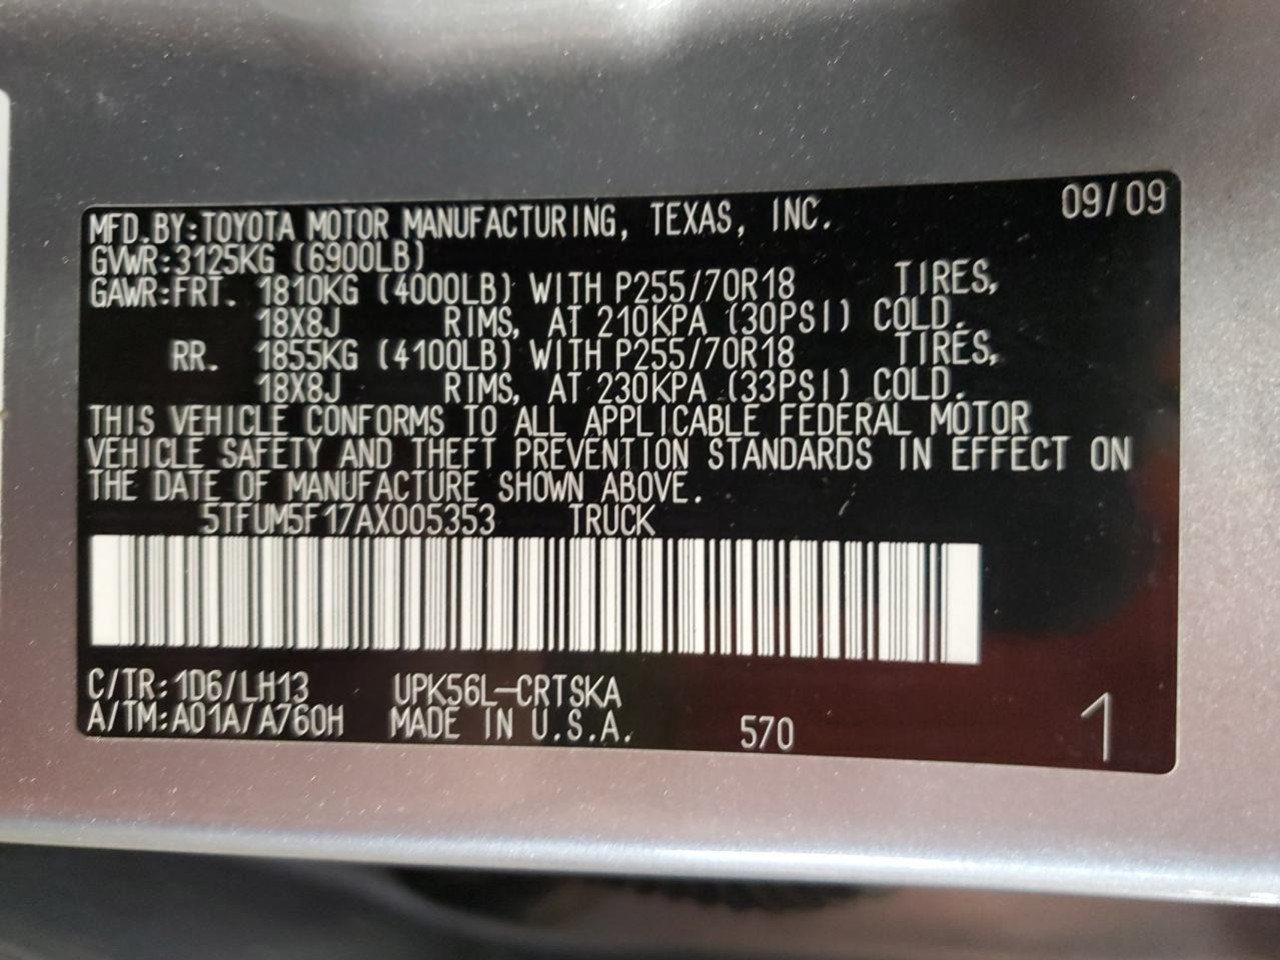 09/09
MFD.BY:TOYOTA MOTOR MANUFACTURING, TEXAS, INC.
GVWR:3125KG (6900LB)
GAWR:FRT. 1810KG (4000LB) WITH P255/70R18 TIRES,
18X8J RIMS, AT 210KPA (30PSI) COLD.
RR. 1855KG (4100LB) WITH P255/70R18 TIRES,
18X8J RIMS, AT 230KPA (33PSI) COLD.
THIS VEHICLE CONFORMS TO ALL APPLICABLE FEDERAL MOTOR
VEHICLE SAFETY AND THEFT PREVENTION STANDARDS IN EFFECT ON
THE DATE OF MANUFACTURE SHOWN ABOVE.
5TFUM5F17AX005353 TRUCK
C/TR:1D6/LH13 UPK56L-CRTSKA
A/TM:A01A/A760H MADE IN U.S.A. 570 1